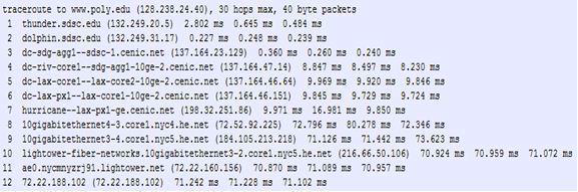 traceroute to www.poly.edu (128.238.24.40), 30 hops max, 40 byte packets
1 thunder.sdsc.edu (132.249.20.5) 2.802 ms 0.645 ms 0.484 ms
2 dolphin.sdsc.edu (132.249.31.17) 0.227 ms 0.248 ms 0.239 ms
3 dc-sdg-agg1--sdsc-1.cenic.net (137.164.23.129) 0.360 ms 0.260 ms 0.240 ms
4 dc-riv-core1--sdg-agg1-10ge-2.cenic.net (137.164.47.14) 8.847 ms 8.497 ms 8.230 ms
5 dc-lax-core1--lax-core2-10ge-2.cenic.net (137.164.46.64) 9.969 ms 9.920 ms 9.846 ms
6 dc-lax-px1--lax-core1-10ge-2.cenic.net (137.164.46.151) 9.845 ms 9.729 ms 9.724 ms
7 hurricane--lax-px1-ge.cenic.net (198.32.251.86) 9.971 ms 16.981 ms 9.850 ms
8 10gigabitethernet4-3.core1.nyc4.he.net (72.52.92.225) 72.796 ms 80.278 ms 72.346 ms
9 10gigabitethernet3-4.core1.nyc5.he.net (184.105.213.218) 71.126 ms 71.442 ms 73.623 ms
10 lightower-fiber-networks.10gigabitethernet3-2.core1.nyc5.he.net (216.66.50.106) 70.924 ms 70.959 ms 71.072 ms
11 ae0.nycmnyzrj91.lightower.net (72.22.160.156) 70.870 ms 71.089 ms 70.957 ms
12 72.22.188.102 (72.22.188.102) 71.242 ms 71.228 ms 71.102 ms